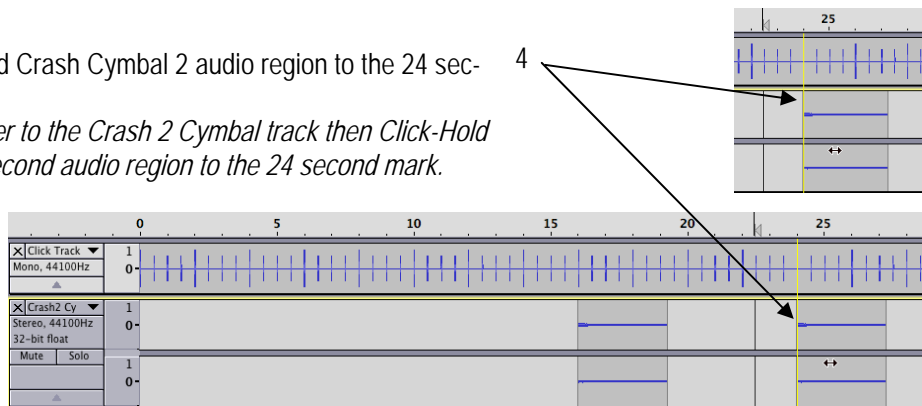 25
d Crash Cymbal 2 audio region to the 24 sec-
4
er to the Crash 2 Cymbal track then Click-Hold
econd audio region to the 24 second mark.
0 5 10 15 20 25
X Click Track 1
Mono, 44100Hz 0-
X Crash2 Cy 1
Stereo, 44100Hz 0-
32-bit float
Mute Solo
1
0-